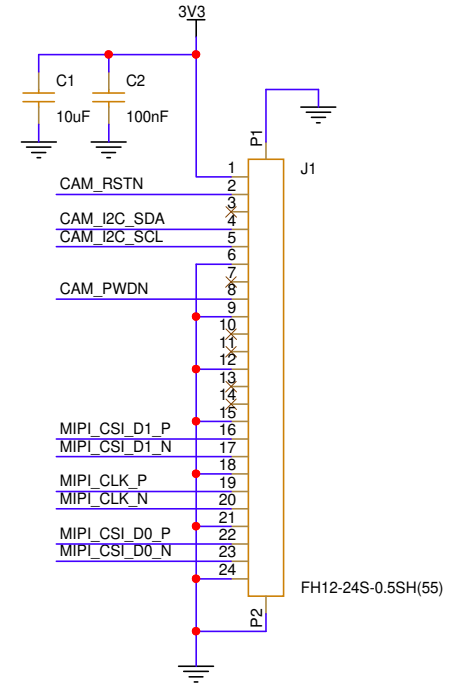 3V3
C1
C2
10uF
100nF
P1
J1
1
CAM_RSTN
2
3
CAM_I2C_SDA
4
CAM_I2C_SCL
5
6
7
CAM_PWDN
8
9
10
11
12
13
14
15
MIPI_CSI_D1_P
16
MIPI_CSI_D1_N
17
18
MIPI_CLK_P
19
MIPI_CLK_N
20
21
MIPI_CSI_D0_P
22
MIPI_CSI_D0_N
23
24
FH12-24S-0.5SH(55)
P2